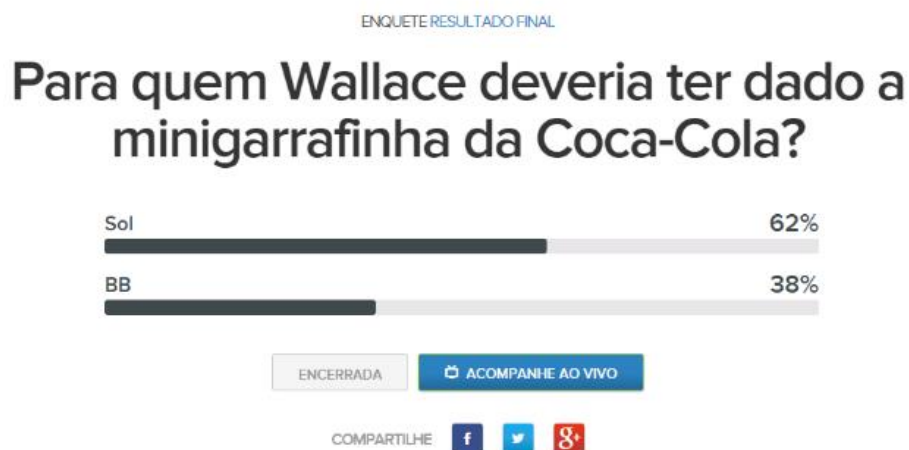 ENQUETE RESULTADO FINAL
Para quem Wallace deveria ter dado a
minigarrafinha da Coca-Cola?
Sol 62%
BB 38%
ENCERRADA ACOMPANHE AO VIVO
COMPARTILHE f g+